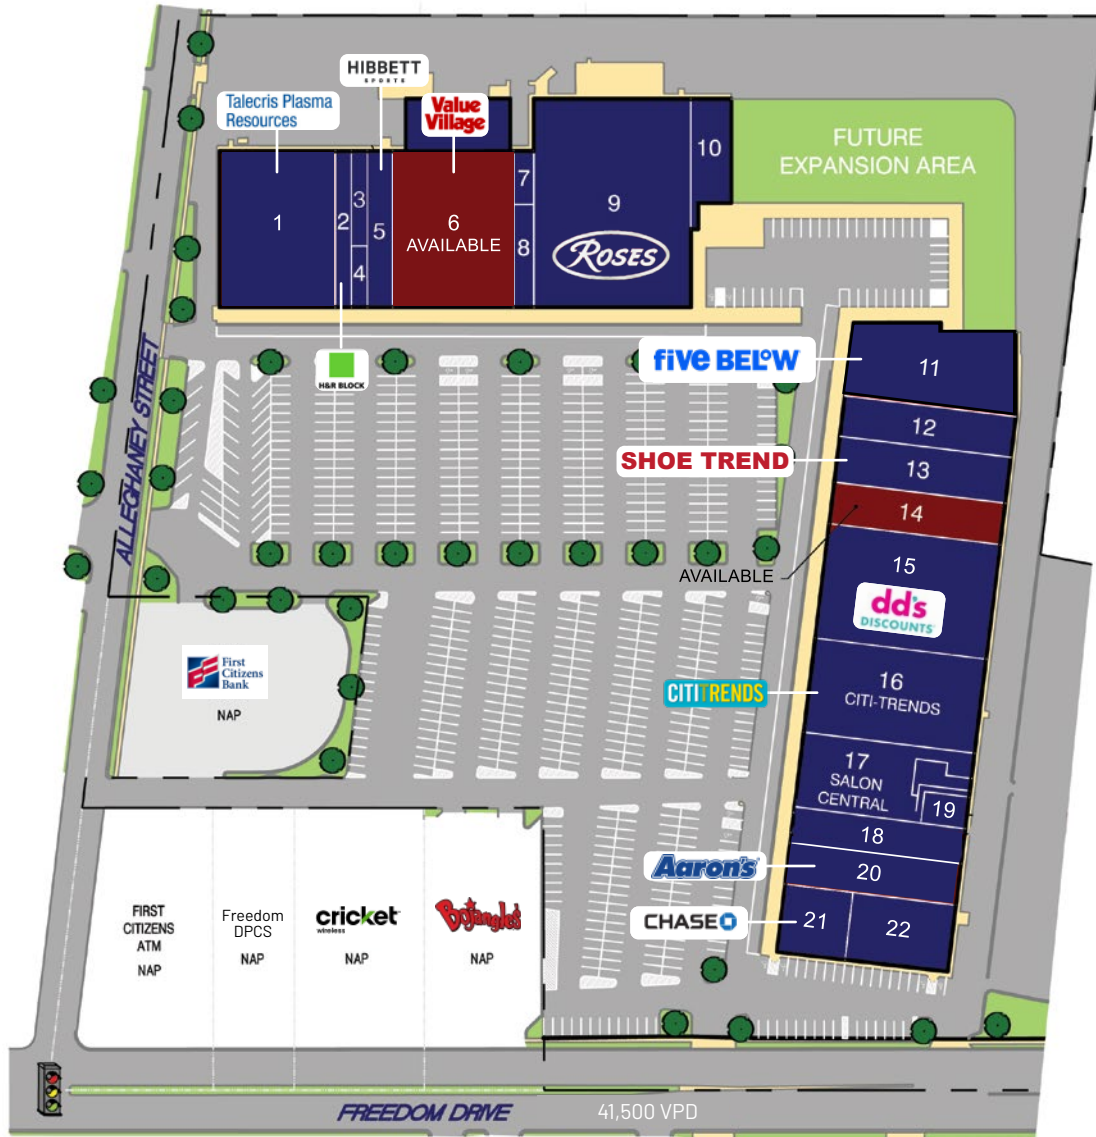 HIBBETT
SPORTS
Talecris Plasma
Resources
Value
Village
FUTURE
EXPANSION AREA
1
2
3
4
5
6
AVAILABLE
7
8
9
ROSES
10
H&R BLOCK
five BELOW
11
12
SHOE TREND
13
14
AVAILABLE
15
dd's
DISCOUNTS
CITITRENDS
16
CITI-TRENDS
17
SALON
CENTRAL
19
18
Aaron's
20
CHASE
21
22
ALLEGHANEY STREET
First
Citizens
Bank
NAP
FIRST
CITIZENS
ATM
NAP
Freedom
DPCS
NAP
cricket
wireless
NAP
Bojangles
NAP
FREEDOM DRIVE
41,500 VPD